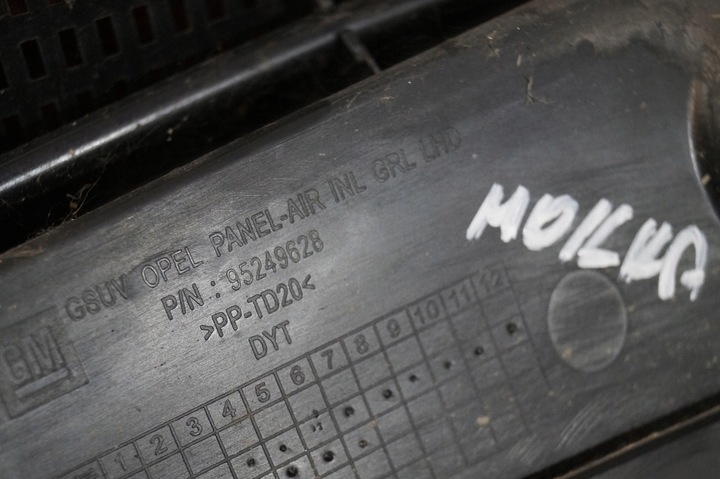 GSUV OPEL PANEL-AIR INL GRL LHD
P/N : 95249628
>PP-TD20<
DYT
GM
1 2 3 4 5 6 7 8 9 10 11 12
MOKKA